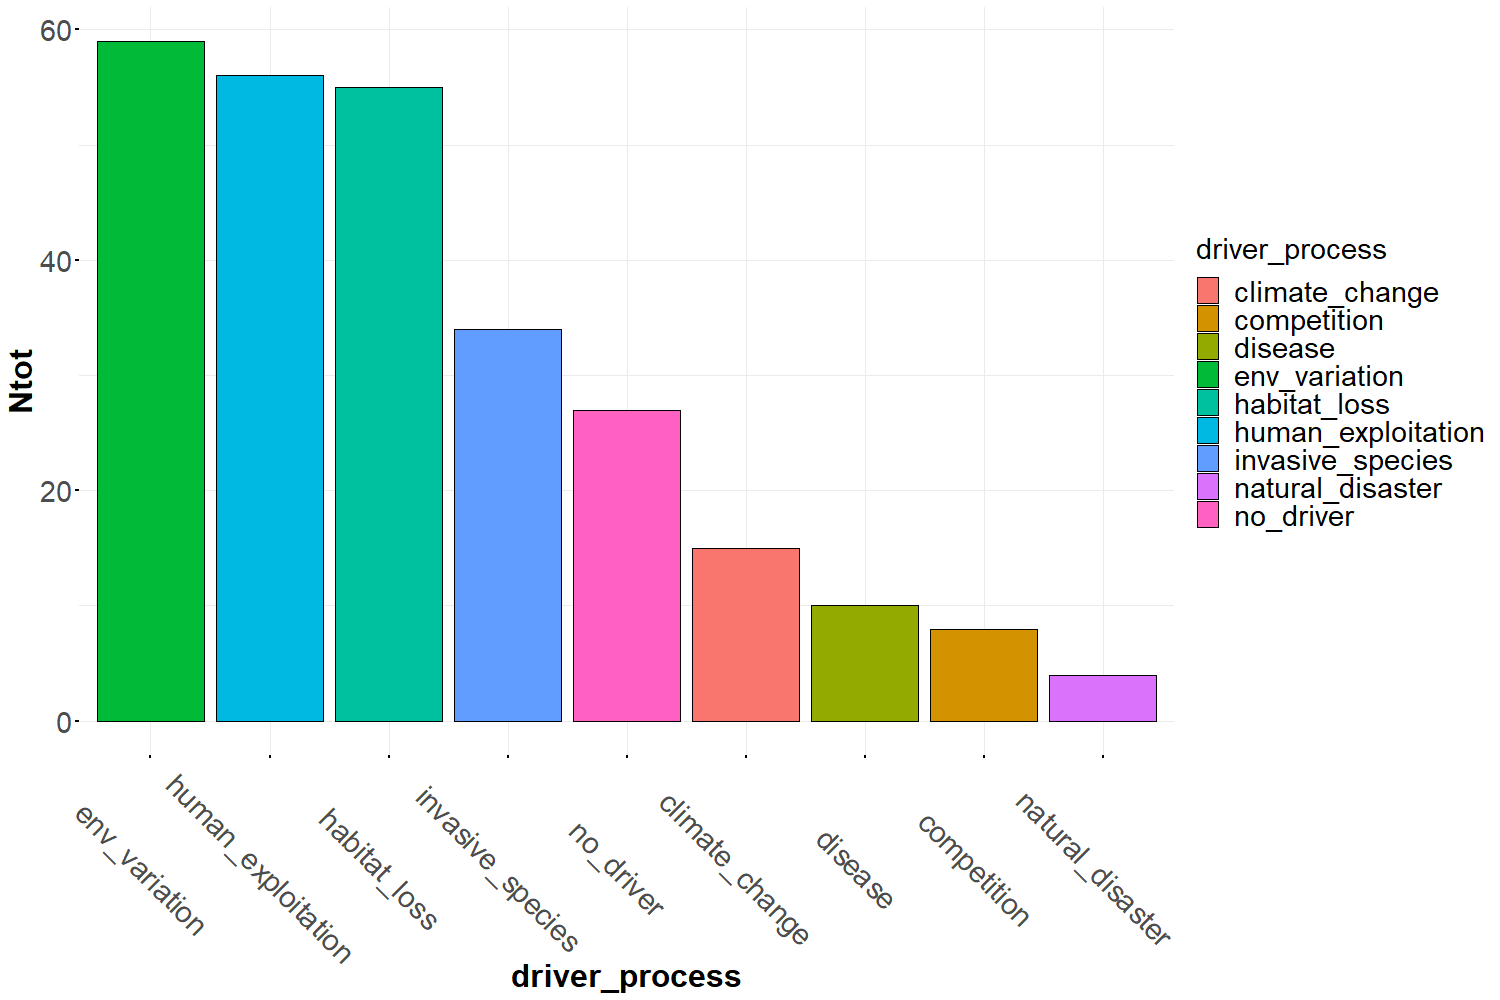 60
40
20
0
Ntot
env_variation
human_exploitation
habitat_loss
invasive_species
no_driver
climate_change
disease
competition
natural_disaster
driver_process
driver_process
climate_change
competition
disease
env_variation
habitat_loss
human_exploitation
invasive_species
natural_disaster
no_driver